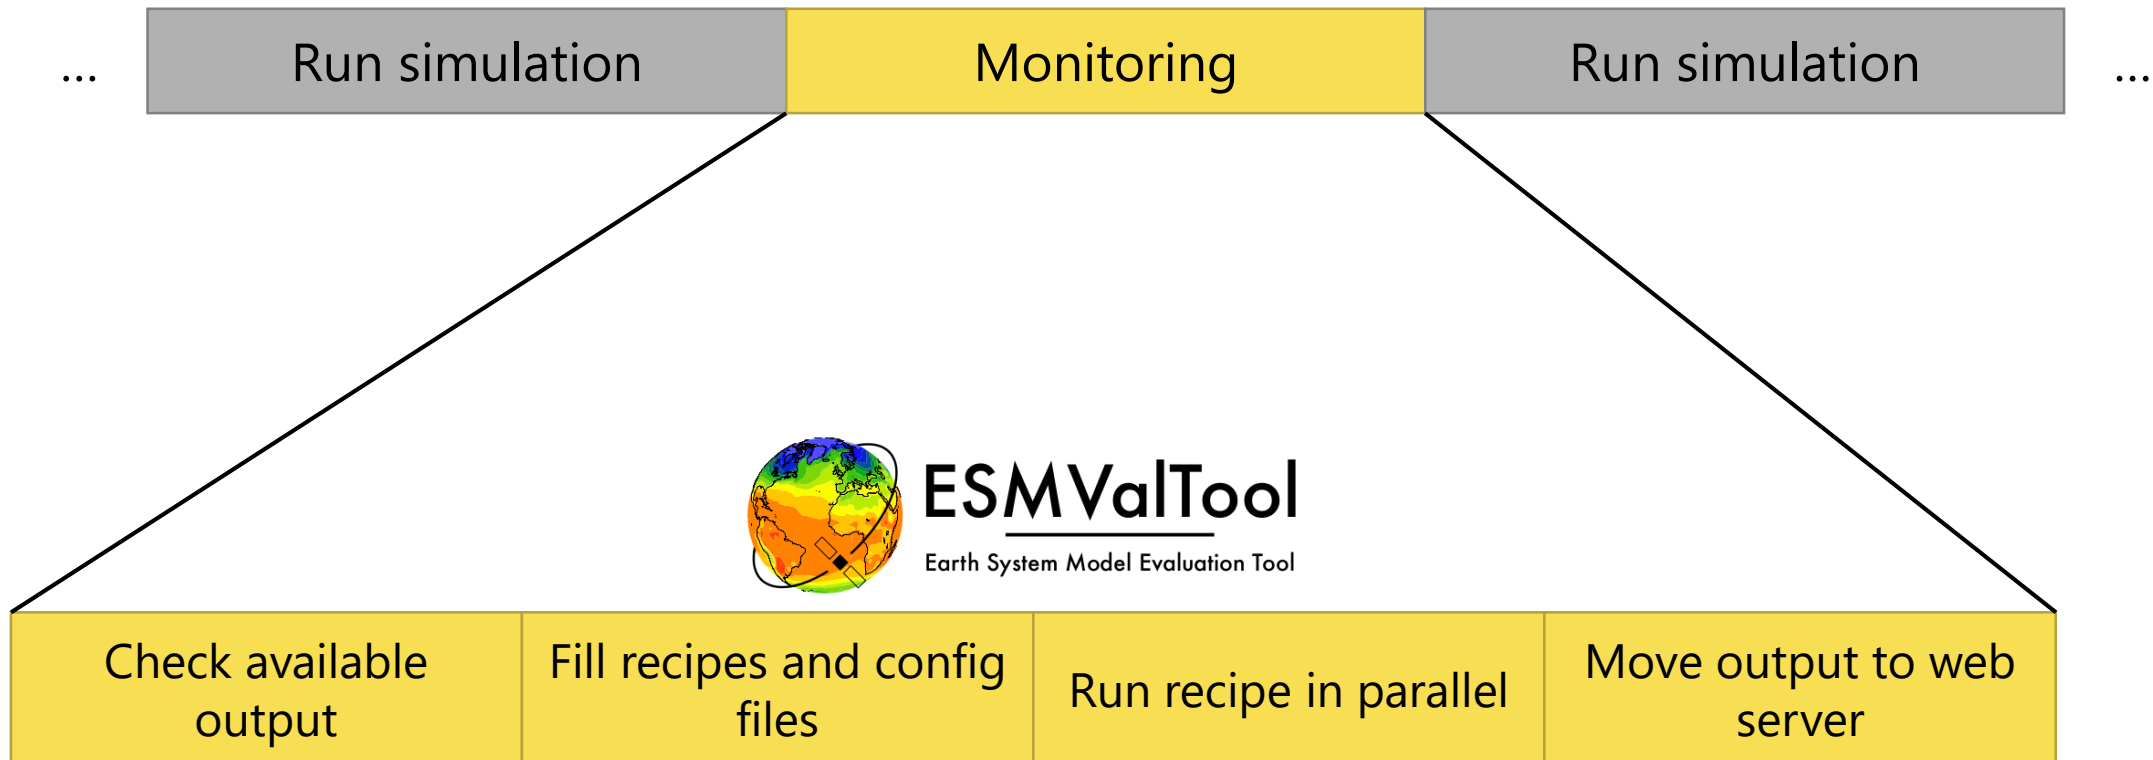 ...
Run simulation
Monitoring
Run simulation
...
ESMValTool
Earth System Model Evaluation Tool
Check available
output
Fill recipes and config
files
Run recipe in parallel
Move output to web
server